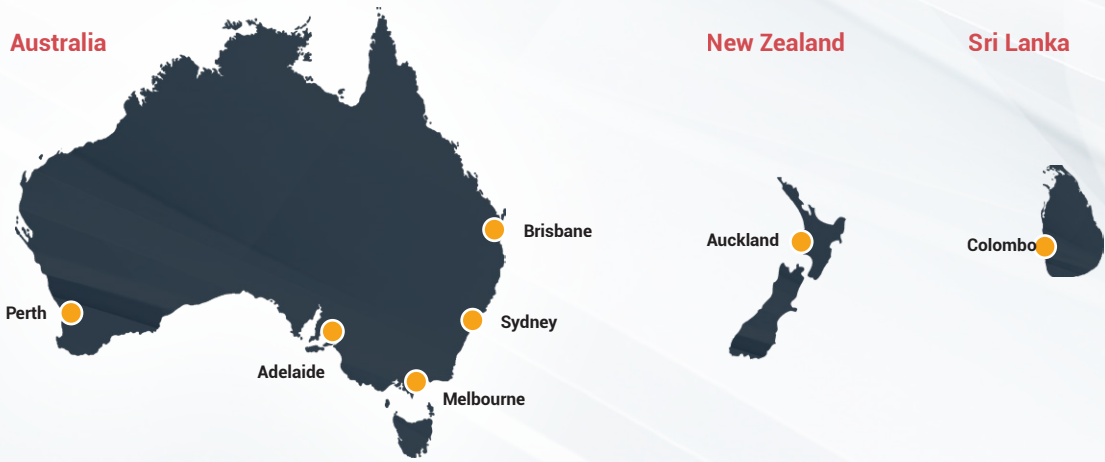 Australia
New Zealand
Sri Lanka
Brisbane
Auckland
Colombo
Perth
Sydney
Adelaide
Melbourne